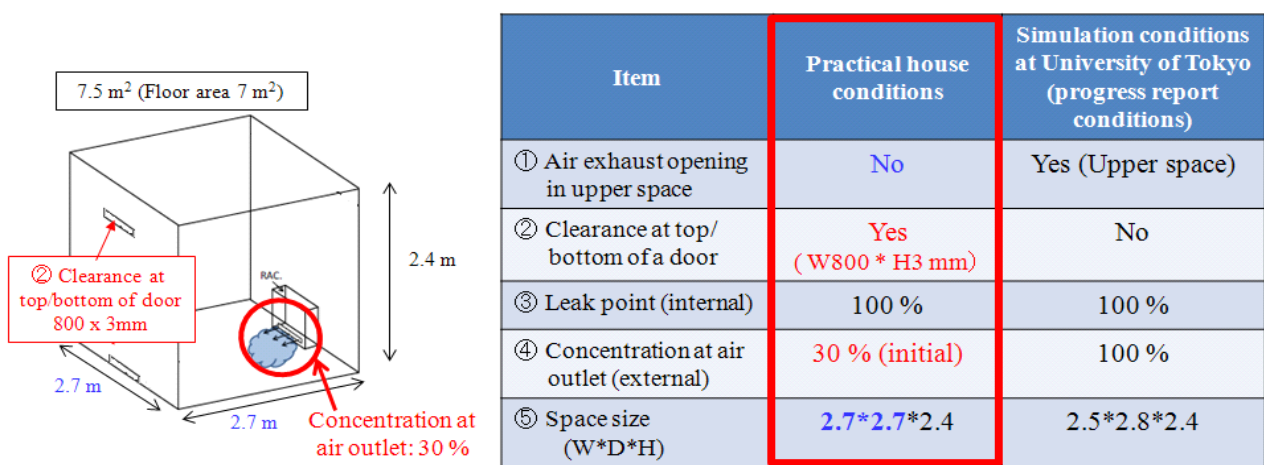 7.5 m² (Floor area 7 m²)
② Clearance at
top/bottom of door
800 x 3mm
RAC.
2.4 m
2.7 m
2.7 m
Concentration at
air outlet: 30 %
Item
Practical house
conditions
Simulation conditions
at University of Tokyo
(progress report
conditions)
① Air exhaust opening
in upper space
No
Yes (Upper space)
② Clearance at top/
bottom of a door
Yes
( W800 * H3 mm)
No
③ Leak point (internal)
100 %
100 %
④ Concentration at air
outlet (external)
30 % (initial)
100 %
⑤ Space size
(W*D*H)
2.7*2.7*2.4
2.5*2.8*2.4